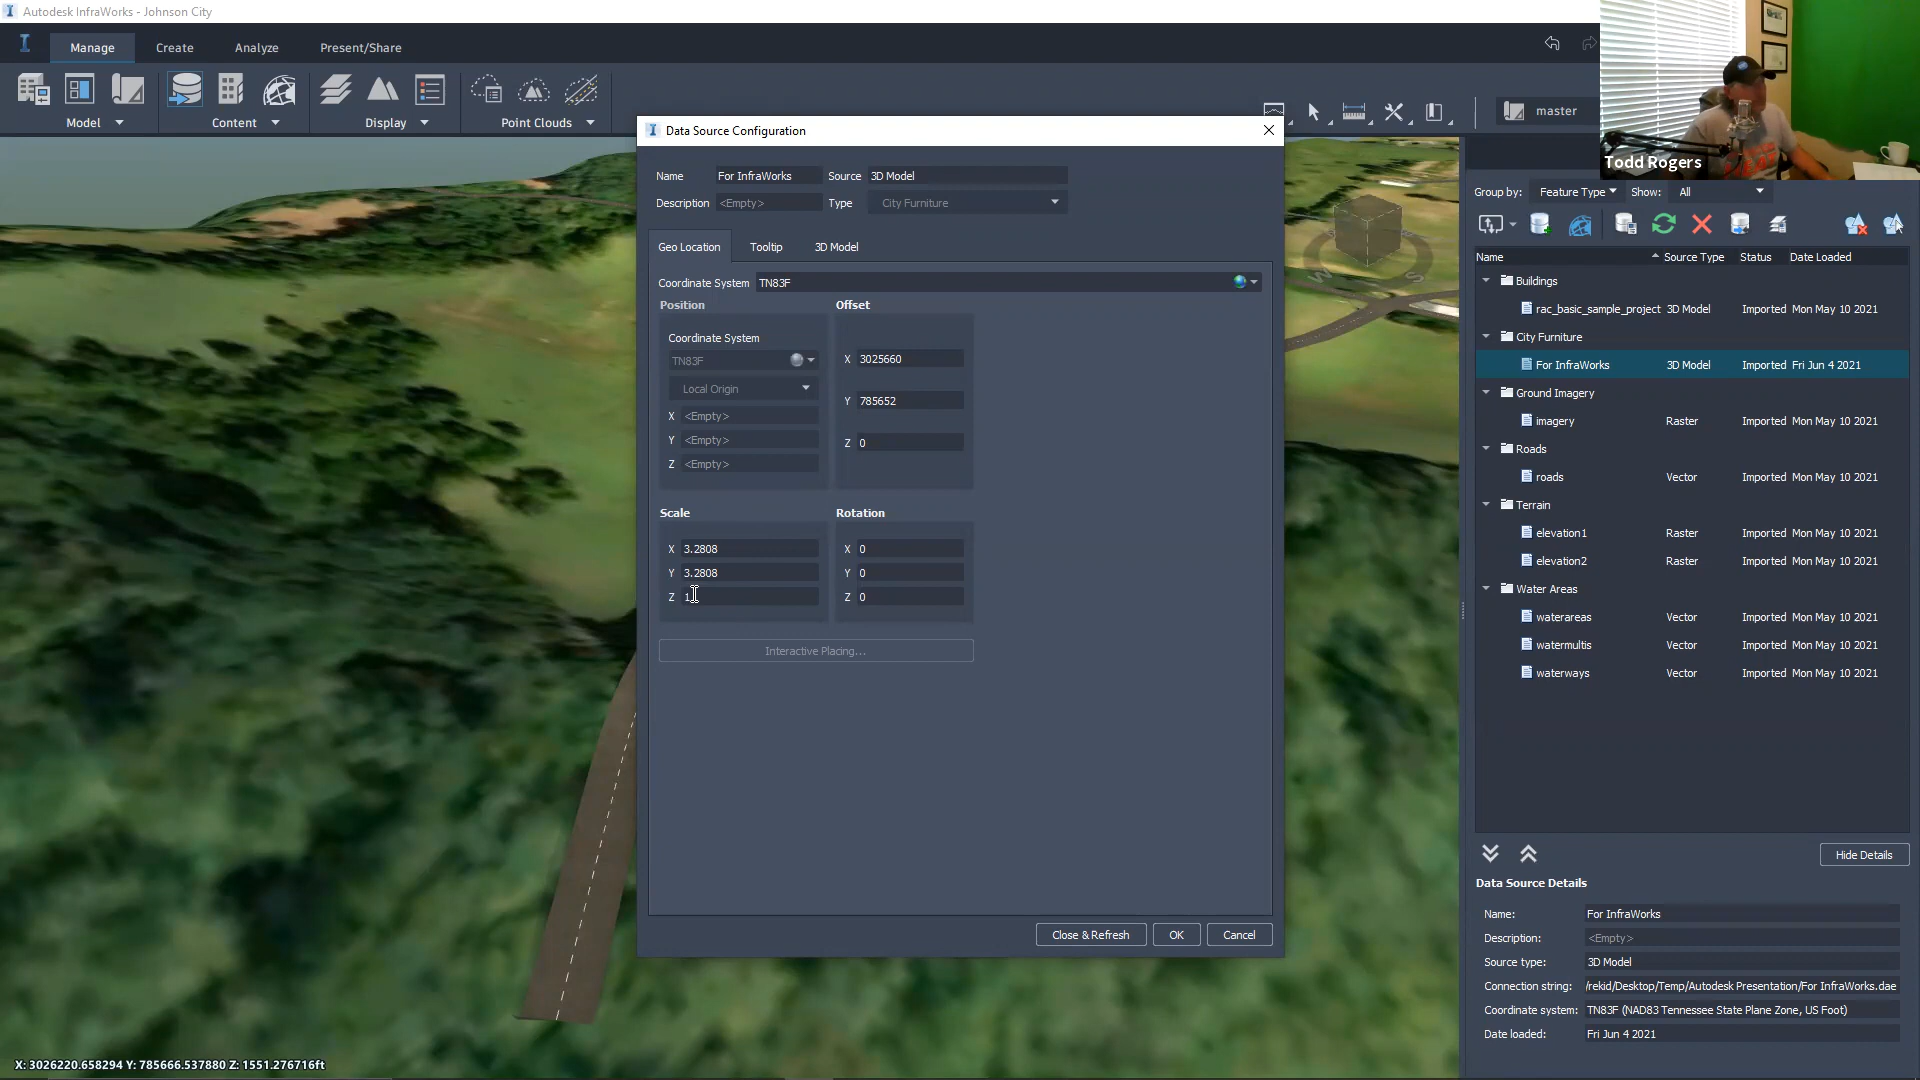 Autodesk InfraWorks - Johnson City
Manage
Create
Analyze
Present/Share
Model
Content
Display
Point Clouds
master
Todd Rogers
Data Source Configuration
Name For InfraWorks Source 3D Model
Description <Empty> Type City Furniture
Geo Location Tooltip 3D Model
Coordinate System TN83F
Position Offset
Coordinate System
TN83F
Local Origin
X <Empty>
Y <Empty>
Z <Empty>
X 3025660
Y 785652
Z 0
Scale Rotation
X 3.2808
Y 3.2808
Z 1
X 0
Y 0
Z 0
Interactive Placing...
Close & Refresh OK Cancel
W S
Group by: Feature Type Show: All
Name Source Type Status Date Loaded
Buildings
rac_basic_sample_project 3D Model Imported Mon May 10 2021
City Furniture
For InfraWorks 3D Model Imported Fri Jun 4 2021
Ground Imagery
imagery Raster Imported Mon May 10 2021
Roads
roads Vector Imported Mon May 10 2021
Terrain
elevation1 Raster Imported Mon May 10 2021
elevation2 Raster Imported Mon May 10 2021
Water Areas
waterareas Vector Imported Mon May 10 2021
watermultis Vector Imported Mon May 10 2021
waterways Vector Imported Mon May 10 2021
Hide Details
Data Source Details
Name: For InfraWorks
Description: <Empty>
Source type: 3D Model
Connection string: /rekid/Desktop/Temp/Autodesk Presentation/For InfraWorks.dae
Coordinate system: TN83F (NAD83 Tennessee State Plane Zone, US Foot)
Date loaded: Fri Jun 4 2021
X: 3026220.658294 Y: 785666.537880 Z: 1551.276716ft